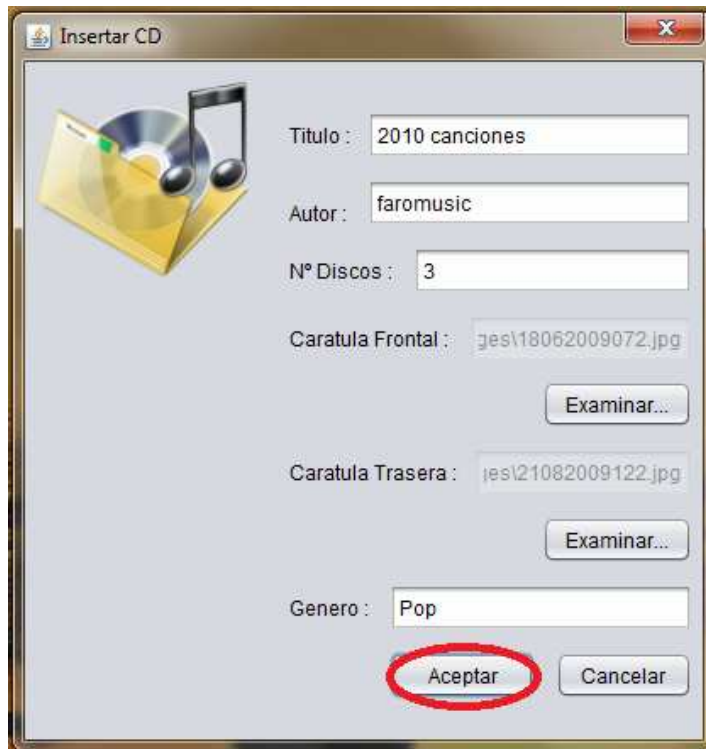 Insertar CD
Titulo : 2010 canciones
Autor : faromusic
Nº Discos : 3
Caratula Frontal : ges\18062009072.jpg
Examinar...
Caratula Trasera : ges\21082009122.jpg
Examinar...
Genero : Pop
Aceptar Cancelar